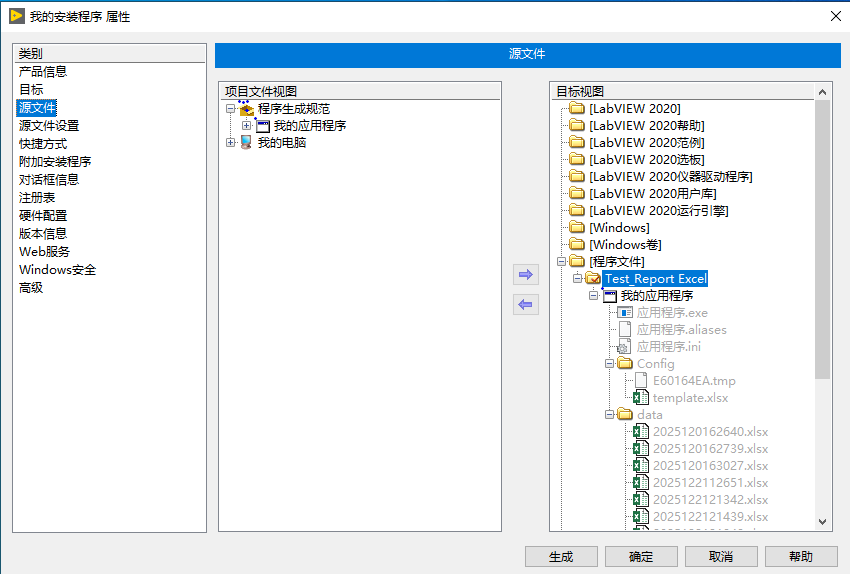 我的安装程序 属性
类别
产品信息
目标
源文件
源文件设置
快捷方式
附加安装程序
对话框信息
注册表
硬件配置
版本信息
Web服务
Windows安全
高级
源文件
项目文件视图
程序生成规范
我的应用程序
我的电脑
目标视图
[LabVIEW 2020]
[LabVIEW 2020帮助]
[LabVIEW 2020范例]
[LabVIEW 2020选板]
[LabVIEW 2020仪器驱动程序]
[LabVIEW 2020用户库]
[LabVIEW 2020运行引擎]
[Windows]
[Windows卷]
[程序文件]
Test_Report Excel
我的应用程序
应用程序.exe
应用程序.aliases
应用程序.ini
Config
E60164EA.tmp
template.xlsx
data
2025120162640.xlsx
2025120162739.xlsx
2025120163027.xlsx
2025122112651.xlsx
2025122121342.xlsx
2025122121439.xlsx
生成
确定
取消
帮助